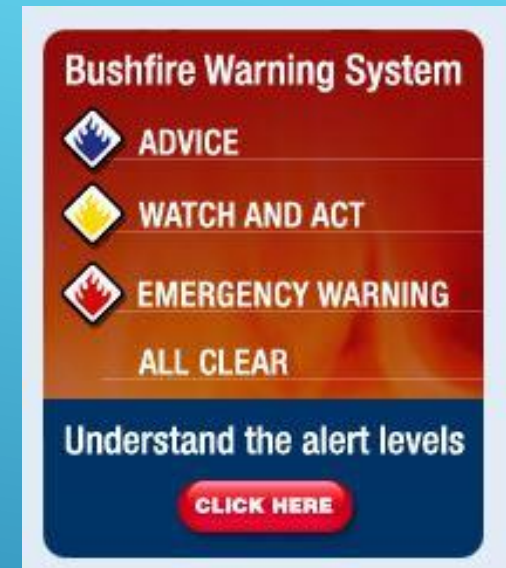 Bushfire Warning System
ADVICE
WATCH AND ACT
EMERGENCY WARNING
ALL CLEAR
Understand the alert levels
CLICK HERE